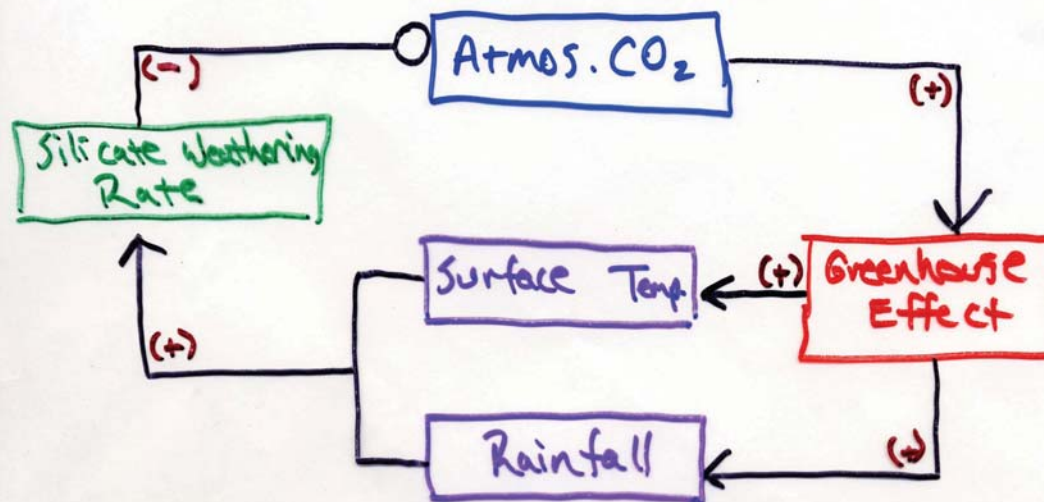 Atmos. CO₂
(-)
(+)
Silicate Weathering
Rate
Surface Temp.
(+)
Greenhouse
Effect
(+)
Rainfall
(+)